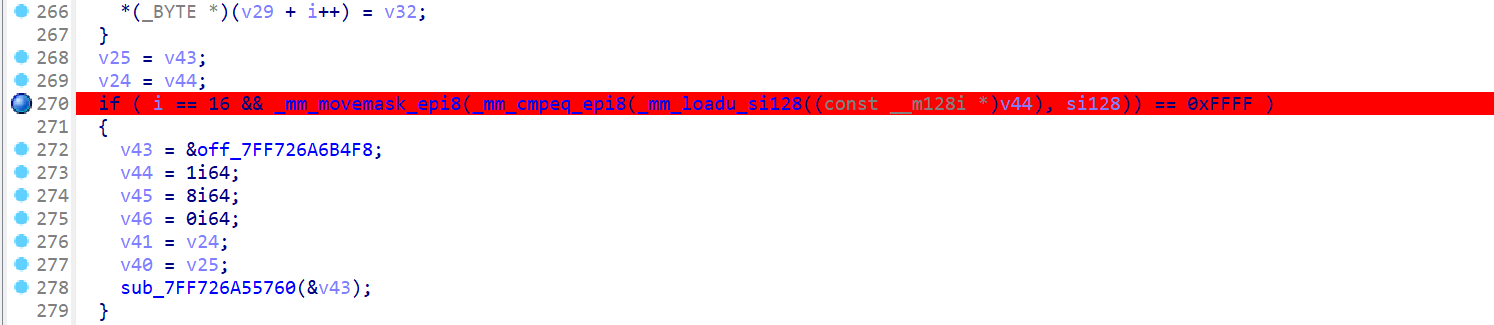 266 *(_BYTE *)(v29 + i++) = v32;
267 }
268 v25 = v43;
269 v24 = v44;
270 if ( i == 16 && _mm_movemask_epi8(_mm_cmpeq_epi8(_mm_loadu_si128((const __m128i *)v44), si128)) == 0xFFFF )
271 {
272 v43 = &off_7FF726A6B4F8;
273 v44 = 1i64;
274 v45 = 8i64;
275 v46 = 0i64;
276 v41 = v24;
277 v40 = v25;
278 sub_7FF726A55760(&v43);
279 }